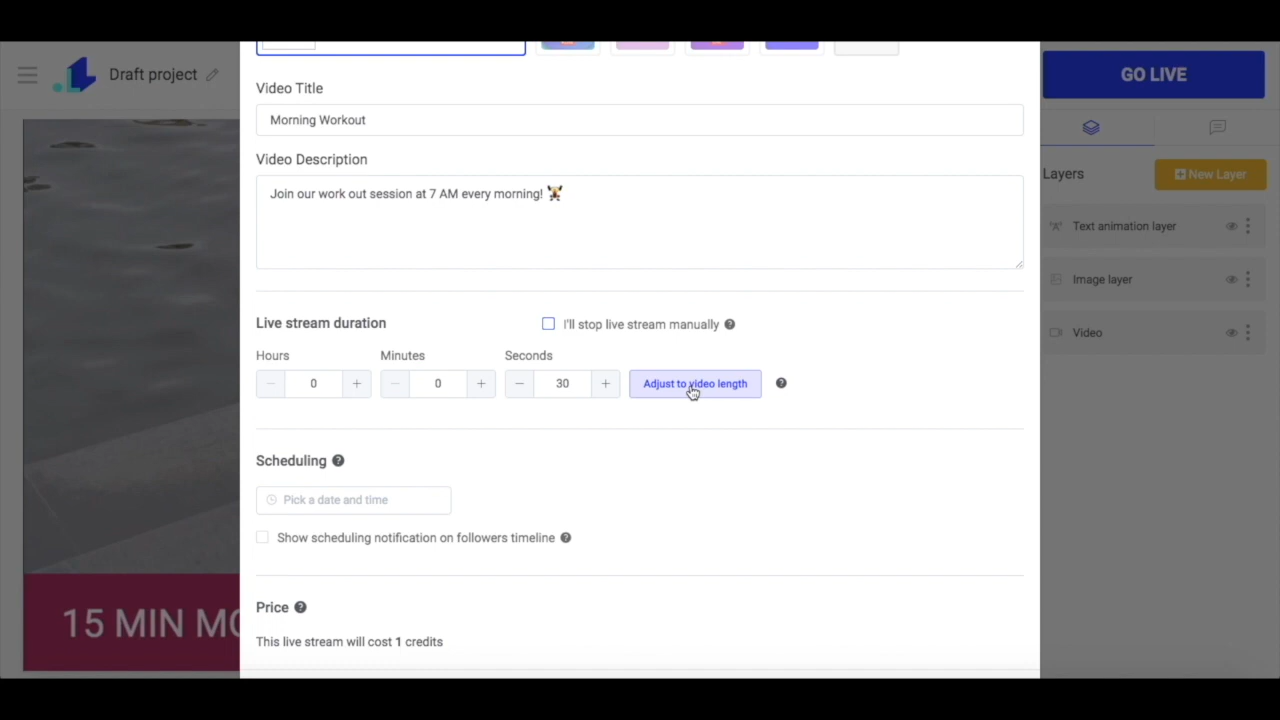 Draft project
GO LIVE
Video Title
Morning Workout
Video Description
Join our work out session at 7 AM every morning! 🏋
Layers
New Layer
Text animation layer
Image layer
Video
Live stream duration
I'll stop live stream manually
Hours
Minutes
Seconds
0
0
30
Adjust to video length
Scheduling
Pick a date and time
Show scheduling notification on followers timeline
Price
This live stream will cost 1 credits
15 MIN MO